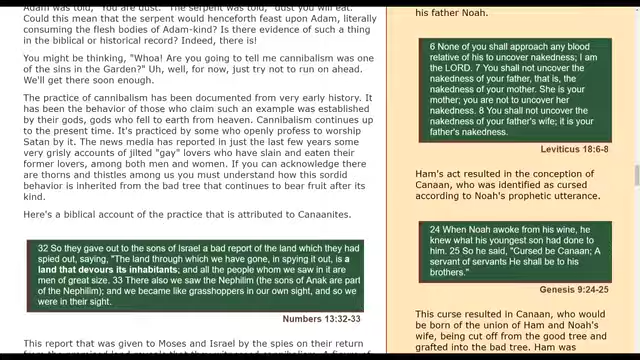 Adam was told, "You are dust." The serpent was told, "dust you will eat."
Could this mean that the serpent would henceforth feast upon Adam, literally
consuming the flesh bodies of Adam-kind? Is there evidence of such a thing
in the biblical or historical record? Indeed, there is!
You might be thinking, "Whoa! Are you going to tell me cannibalism was one
of the sins in the Garden?" Uh, well, for now, just try not to run on ahead.
We'll get there soon enough.
The practice of cannibalism has been documented from very early history. It
has been the behavior of those who claim such an example was established
by their gods, gods who fell to earth from heaven. Cannibalism continues up
to the present time. It's practiced by some who openly profess to worship
Satan by it. The news media has reported in just the last few years some
very grisly accounts of jilted "gay" lovers who have slain and eaten their
former lovers, among both men and women. If you can acknowledge there
are thorns and thistles among us you must understand how this sordid
behavior is inherited from the bad tree that continues to bear fruit after its
kind.
Here's a biblical account of the practice that is attributed to Canaanites.
32 So they gave out to the sons of Israel a bad report of the land which they had
spied out, saying, "The land through which we have gone, in spying it out, is a
land that devours its inhabitants; and all the people whom we saw in it are
men of great size. 33 There also we saw the Nephilim (the sons of Anak are part
of the Nephilim); and we became like grasshoppers in our own sight, and so we
were in their sight.
Numbers 13:32-33
This report that was given to Moses and Israel by the spies on their return
from the promised land reveals that they witnessed cannibalism. A figure of
his father Noah.
6 None of you shall approach any blood
relative of his to uncover nakedness; I am
the LORD. 7 You shall not uncover the
nakedness of your father, that is, the
nakedness of your mother. She is your
mother; you are not to uncover her
nakedness. 8 You shall not uncover the
nakedness of your father's wife; it is your
father's nakedness.
Leviticus 18:6-8
Ham's act resulted in the conception of
Canaan, who was identified as cursed
according to Noah's prophetic utterance.
24 When Noah awoke from his wine, he
knew what his youngest son had done to
him. 25 So he said, "Cursed be Canaan; A
servant of servants He shall be to his
brothers."
Genesis 9:24-25
This curse resulted in Canaan, who would
be born of the union of Ham and Noah's
wife, being cut off from the good tree and
grafted into the bad tree. Ham was